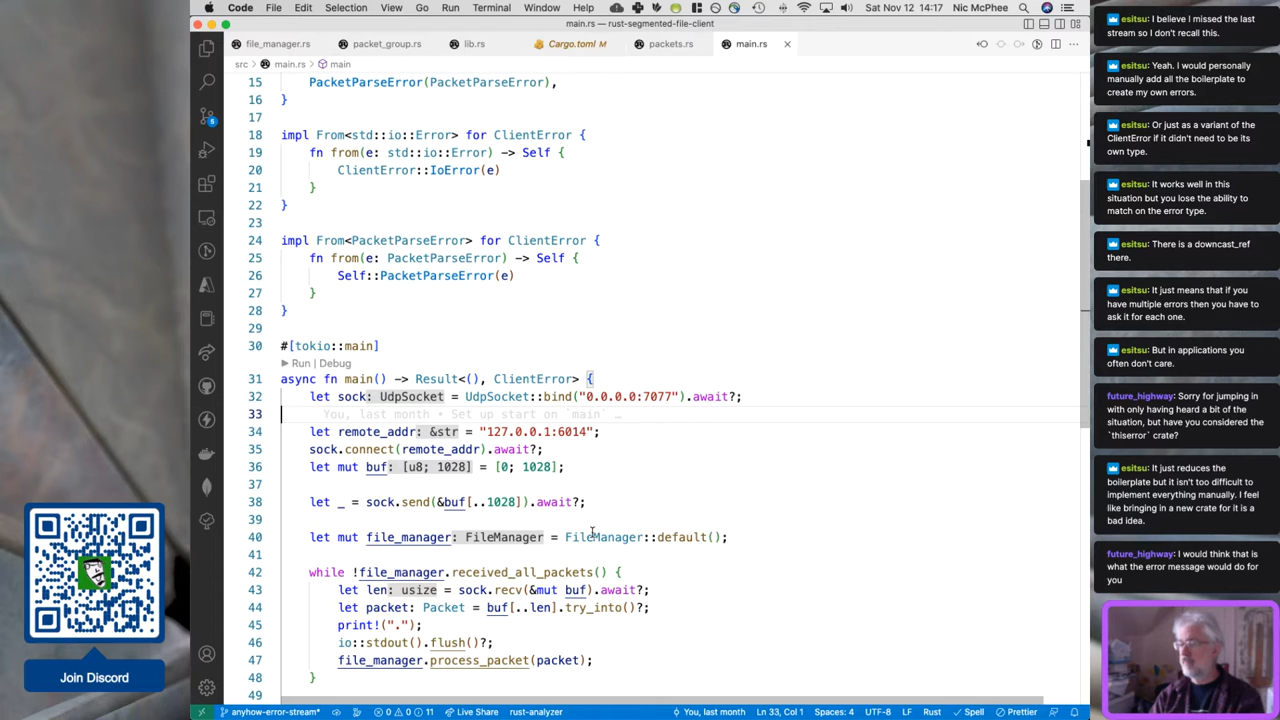 Code File Edit Selection View Go Run Terminal Window Help Sat Nov 12 14:17 Nic McPhee
main.rs — rust-segmented-file-client
file_manager.rs packet_group.rs lib.rs Cargo.toml M packets.rs main.rs
src > main.rs > main
15 PacketParseError(PacketParseError),
16 }
17
18 impl From<std::io::Error> for ClientError {
19 fn from(e: std::io::Error) -> Self {
20 ClientError::IoError(e)
21 }
22 }
23
24 impl From<PacketParseError> for ClientError {
25 fn from(e: PacketParseError) -> Self {
26 Self::PacketParseError(e)
27 }
28 }
29
30 #[tokio::main]
Run | Debug
31 async fn main() -> Result<(), ClientError> {
32 let sock: UdpSocket = UdpSocket::bind("0.0.0.0:7077").await?;
33 You, last month • Set up start on `main` …
34 let remote_addr: &str = "127.0.0.1:6014";
35 sock.connect(remote_addr).await?;
36 let mut buf: [u8; 1028] = [0; 1028];
37
38 let _ = sock.send(&buf[..1028]).await?;
39
40 let mut file_manager: FileManager = FileManager::default();
41
42 while !file_manager.received_all_packets() {
43 let len: usize = sock.recv(&mut buf).await?;
44 let packet: Packet = buf[..len].try_into()?;
45 print!(".");
46 io::stdout().flush()?;
47 file_manager.process_packet(packet);
48 }
49
5
anyhow-error-stream* 0 0 11 Live Share rust-analyzer You, last month Ln 33, Col 1 Spaces: 4 UTF-8 LF Rust Spell Prettier
Join Discord
esitsu: I believe I missed the last
stream so I don't recall this.
esitsu: Yeah. I would personally
manually add all the boilerplate to
create my own errors.
esitsu: Or just as a variant of the
ClientError if it didn't need to be its
own type.
esitsu: It works well in this
situation but you lose the ability to
match on the error type.
esitsu: There is a downcast_ref
there.
esitsu: It just means that if you
have multiple errors then you have to
ask it for each one.
esitsu: But in applications you
often don't care.
future_highway: Sorry for jumping in
with only having heard a bit of the
situation, but have you considered the
`thiserror` crate?
esitsu: It just reduces the
boilerplate but it isn't too difficult to
implement everything manually. I feel
like bringing in a new crate for it is a
bad idea.
future_highway: I would think that is
what the error message would do for
you